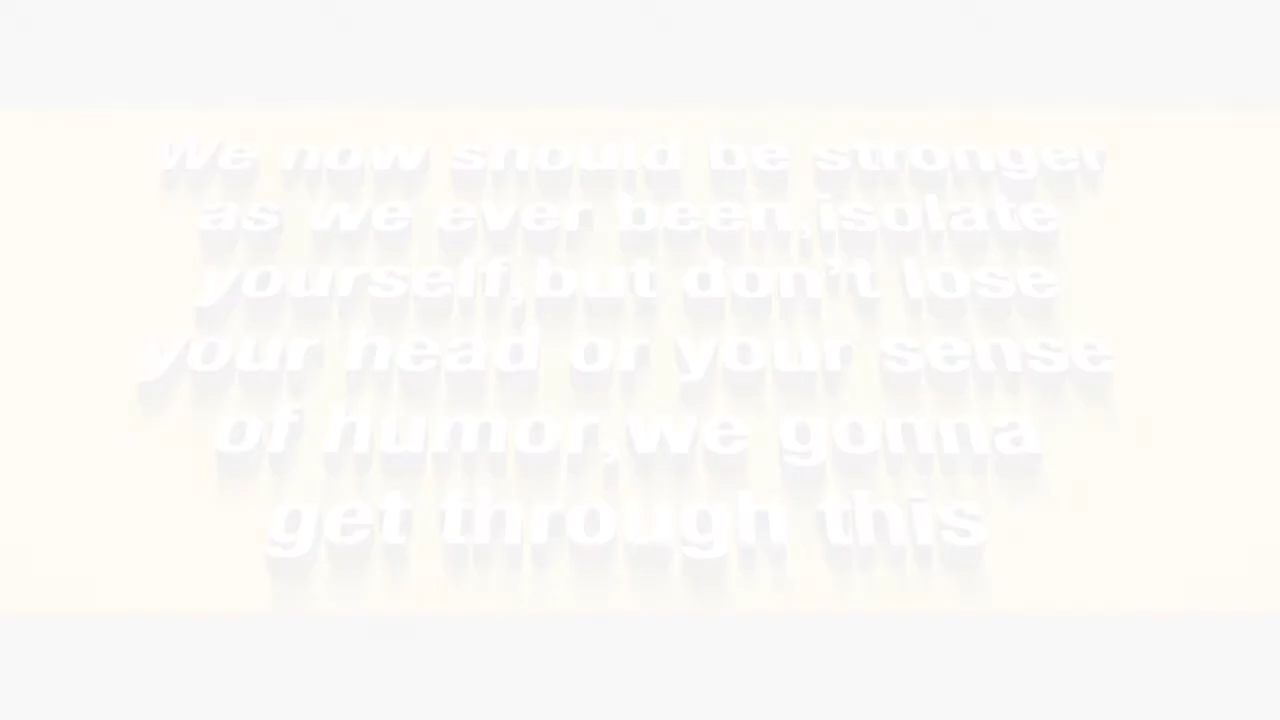 We now should be stronger
as we ever been,isolate
yourself,but don't lose
your head or your sense
of humor,we gonna
get through this